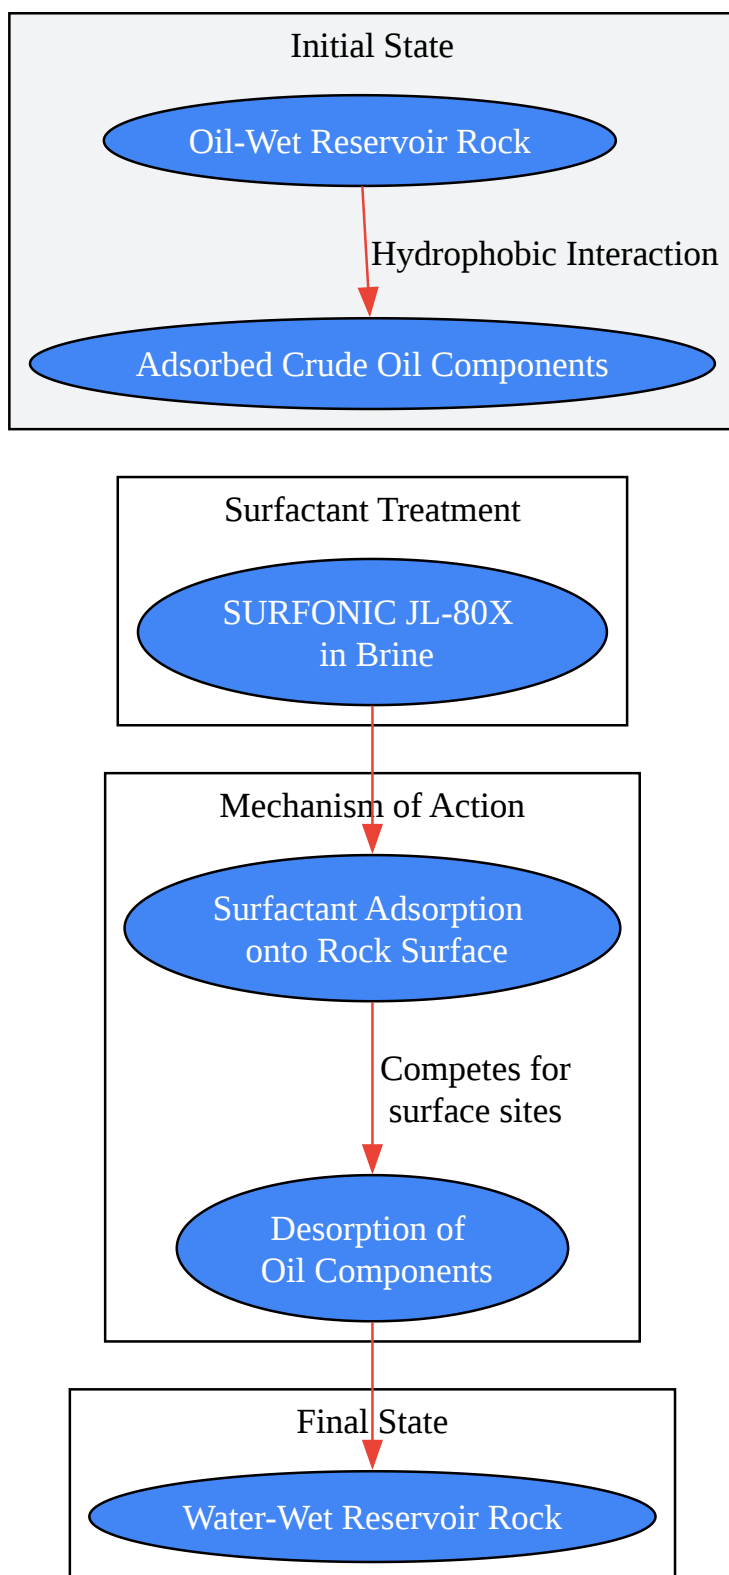 Initial State
Oil-Wet Reservoir Rock
Hydrophobic Interaction
Adsorbed Crude Oil Components
Surfactant Treatment
SURFONIC JL-80X
in Brine
Mechanism of Action
Surfactant Adsorption
onto Rock Surface
Competes for
surface sites
Desorption of
Oil Components
Final State
Water-Wet Reservoir Rock